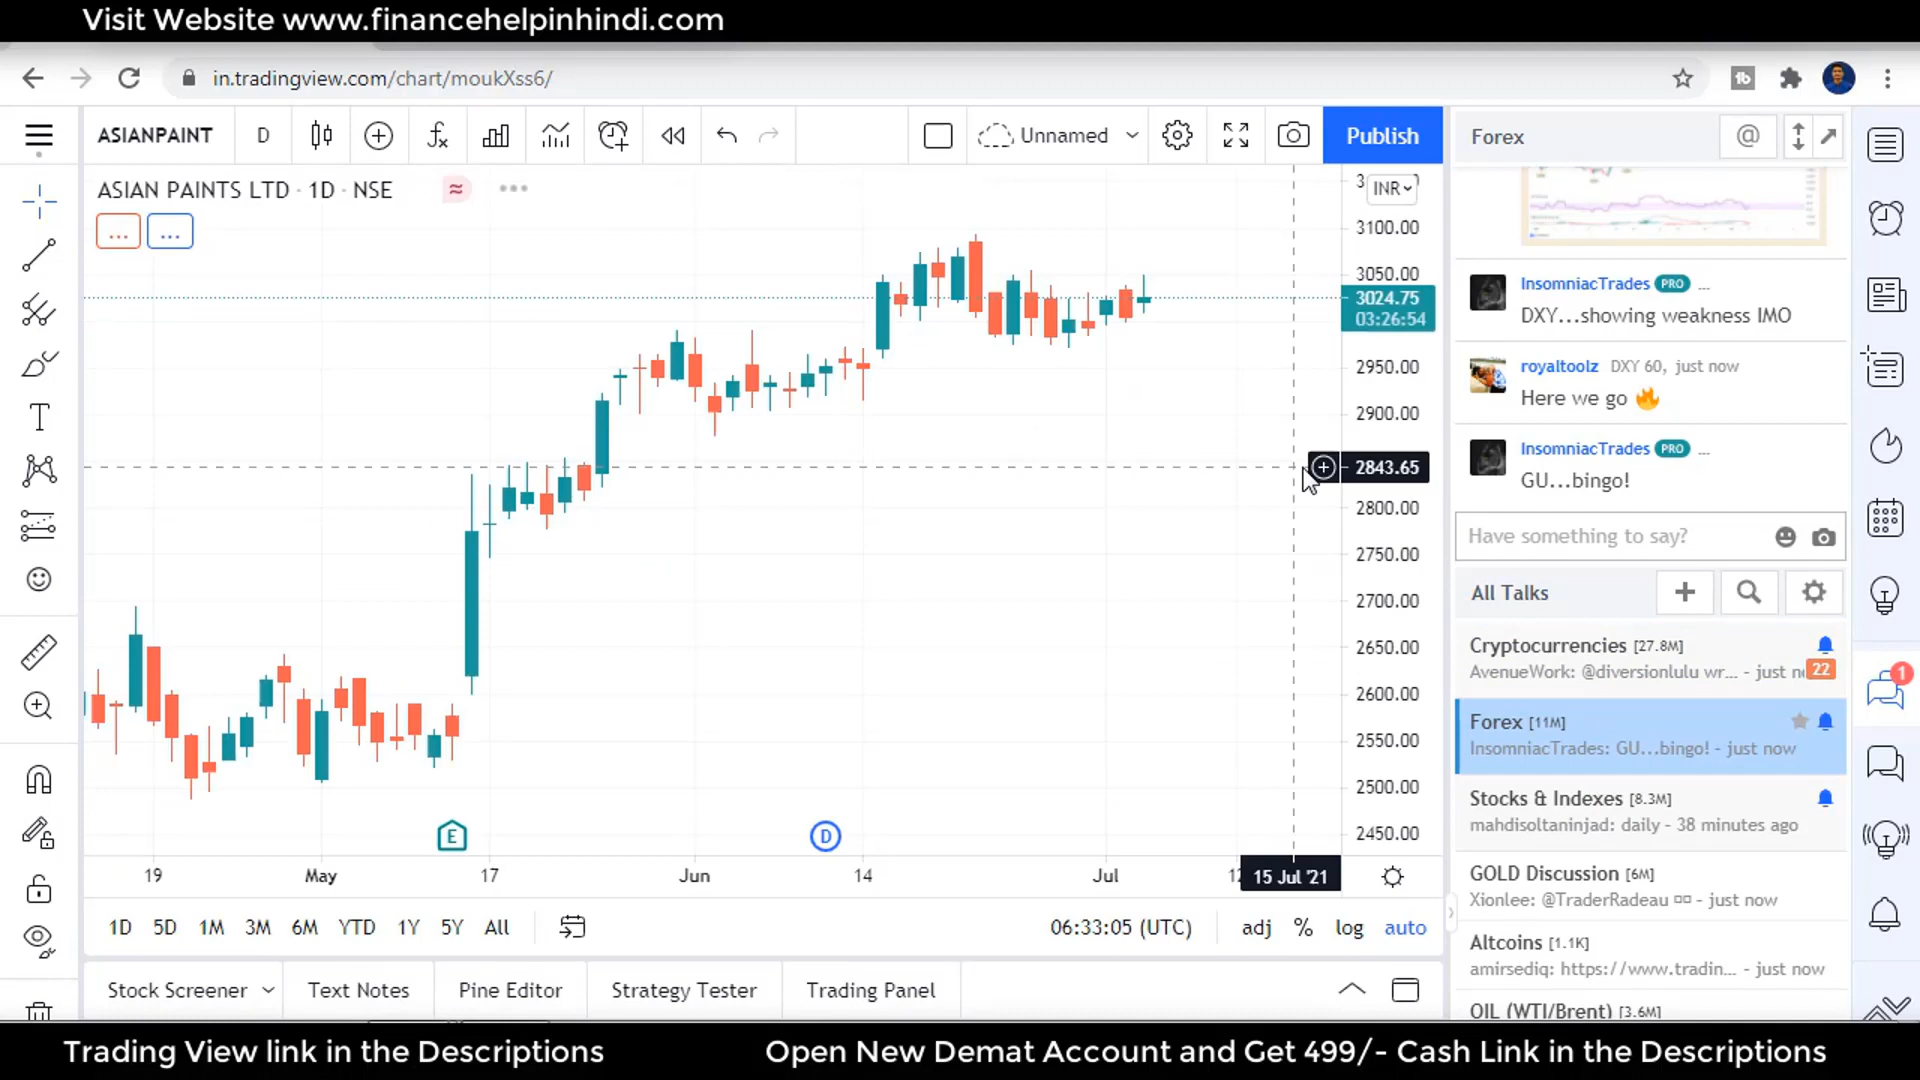 Visit Website www.financehelpinhindi.com
in.tradingview.com/chart/moukXss6/
ASIANPAINT
D
Unnamed
Publish
Forex
@
ASIAN PAINTS LTD · 1D · NSE
INR
3100.00
3050.00
3024.75
03:26:54
2950.00
2900.00
2843.65
2800.00
2750.00
2700.00
2650.00
2600.00
2550.00
2500.00
2450.00
E
D
19
May
17
Jun
14
Jul
15 Jul '21
1D 5D 1M 3M 6M YTD 1Y 5Y All
06:33:05 (UTC)
adj % log auto
Stock Screener
Text Notes
Pine Editor
Strategy Tester
Trading Panel
InsomniacTrades PRO ...
DXY...showing weakness IMO
royaltoolz DXY 60, just now
Here we go 🔥
InsomniacTrades PRO ...
GU...bingo!
Have something to say?
All Talks
Cryptocurrencies [27.8M]
AvenueWork: @diversionlulu wr... - just n
22
Forex [11M]
InsomniacTrades: GU...bingo! - just now
Stocks & Indexes [8.3M]
mahdisoltaninjad: daily - 38 minutes ago
GOLD Discussion [6M]
Xionlee: @TraderRadeau - just now
Altcoins [1.1K]
amirsediq: https://www.tradin... - just now
OIL (WTI/Brent) [3.6M]
1
Trading View link in the Descriptions
Open New Demat Account and Get 499/- Cash Link in the Descriptions